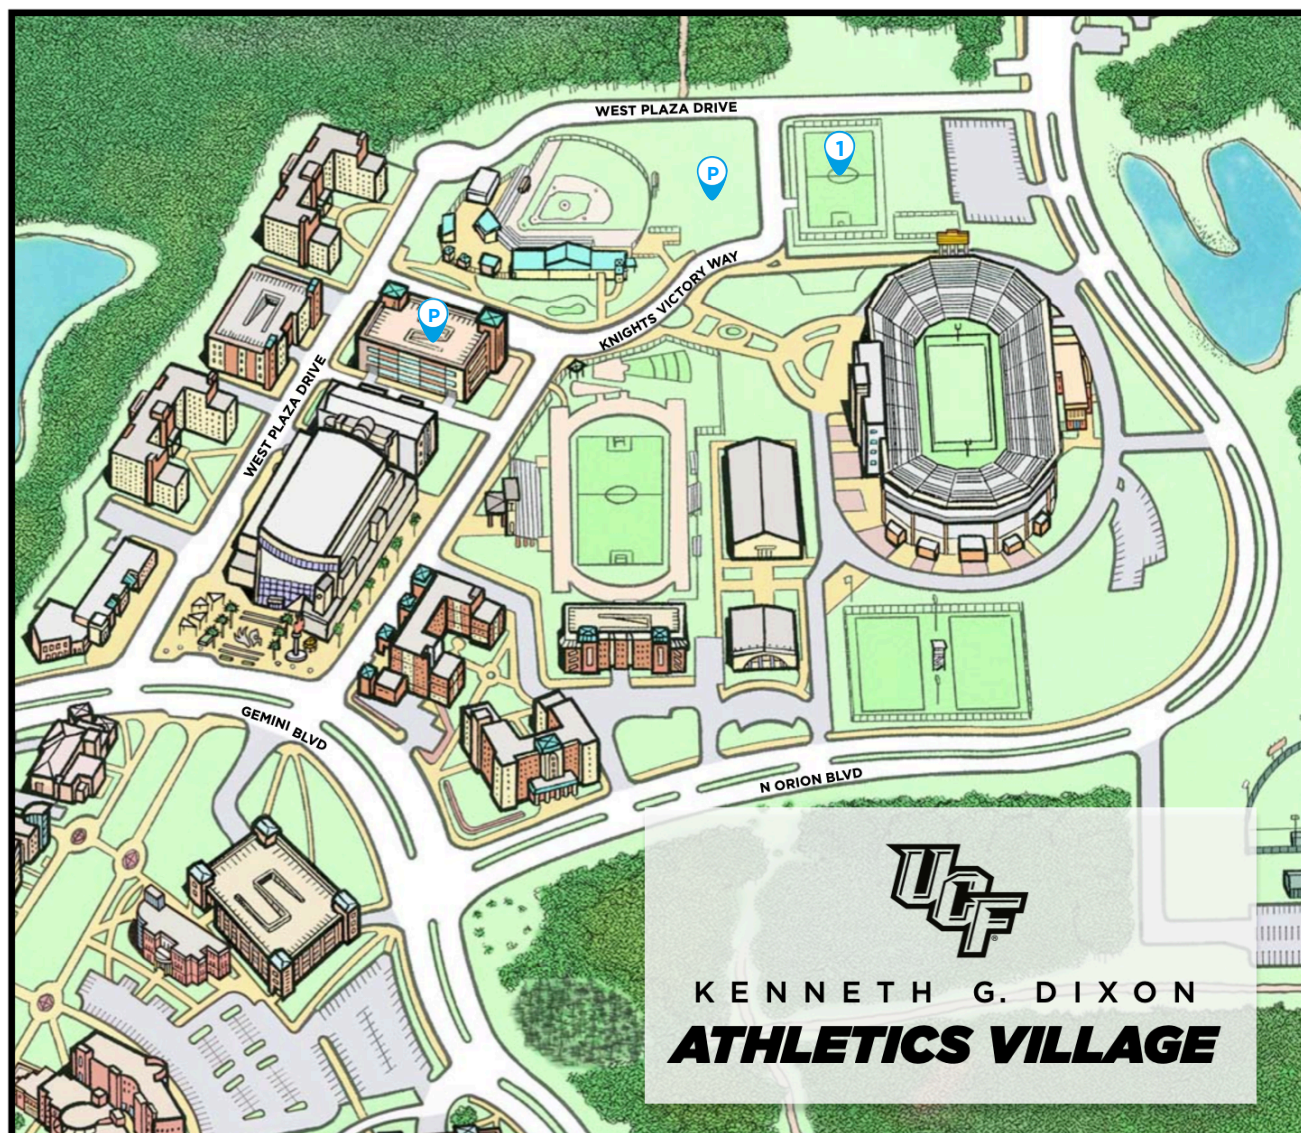 WEST PLAZA DRIVE
1
P
KNIGHTS VICTORY WAY
P
WEST PLAZA DRIVE
GEMINI BLVD
N ORION BLVD
UCF
KENNETH G. DIXON
ATHLETICS VILLAGE